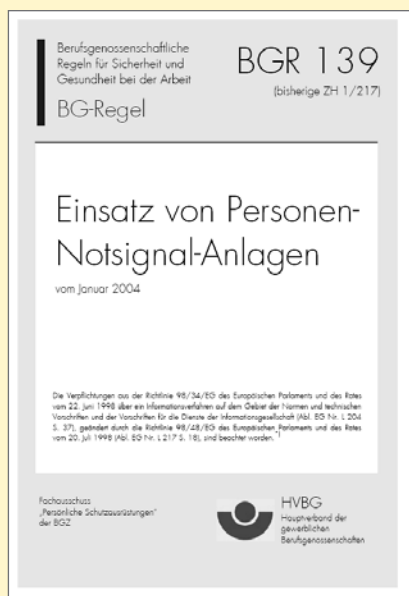 Berufsgenossenschaftliche
Regeln für Sicherheit und
Gesundheit bei der Arbeit
BG-Regel
BGR 139
(bisherige ZH 1/217)
Einsatz von Personen-
Notsignal-Anlagen
vom Januar 2004
Die Verpflichtungen aus der Richtlinie 98/34/EG des Europäischen Parlaments und des Rates
vom 22. Juni 1998 über ein Informationsverfahren auf dem Gebiet der Normen und technischen
Vorschriften und der Vorschriften für die Dienste der Informationsgesellschaft (Abl. EG Nr. L 204
S. 37), geändert durch die Richtlinie 98/48/EG des Europäischen Parlaments und des Rates
vom 20. Juli 1998 (Abl. EG Nr. L 217 S. 18), sind beachtet worden.*)
Fachausschuss
„Persönliche Schutzausrüstungen"
der BGZ
HVBG
Hauptverband der
gewerblichen
Berufsgenossenschaften